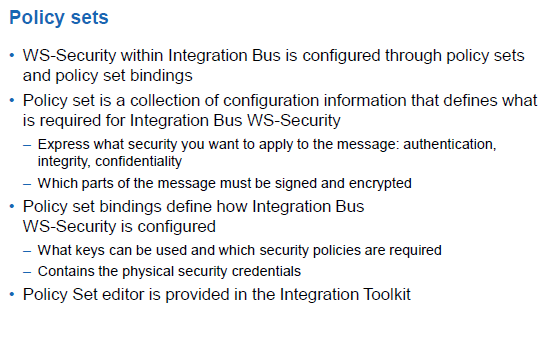 Policy sets
• WS-Security within Integration Bus is configured through policy sets
and policy set bindings
• Policy set is a collection of configuration information that defines what
is required for Integration Bus WS-Security
– Express what security you want to apply to the message: authentication,
integrity, confidentiality
– Which parts of the message must be signed and encrypted
• Policy set bindings define how Integration Bus
WS-Security is configured
– What keys can be used and which security policies are required
– Contains the physical security credentials
• Policy Set editor is provided in the Integration Toolkit